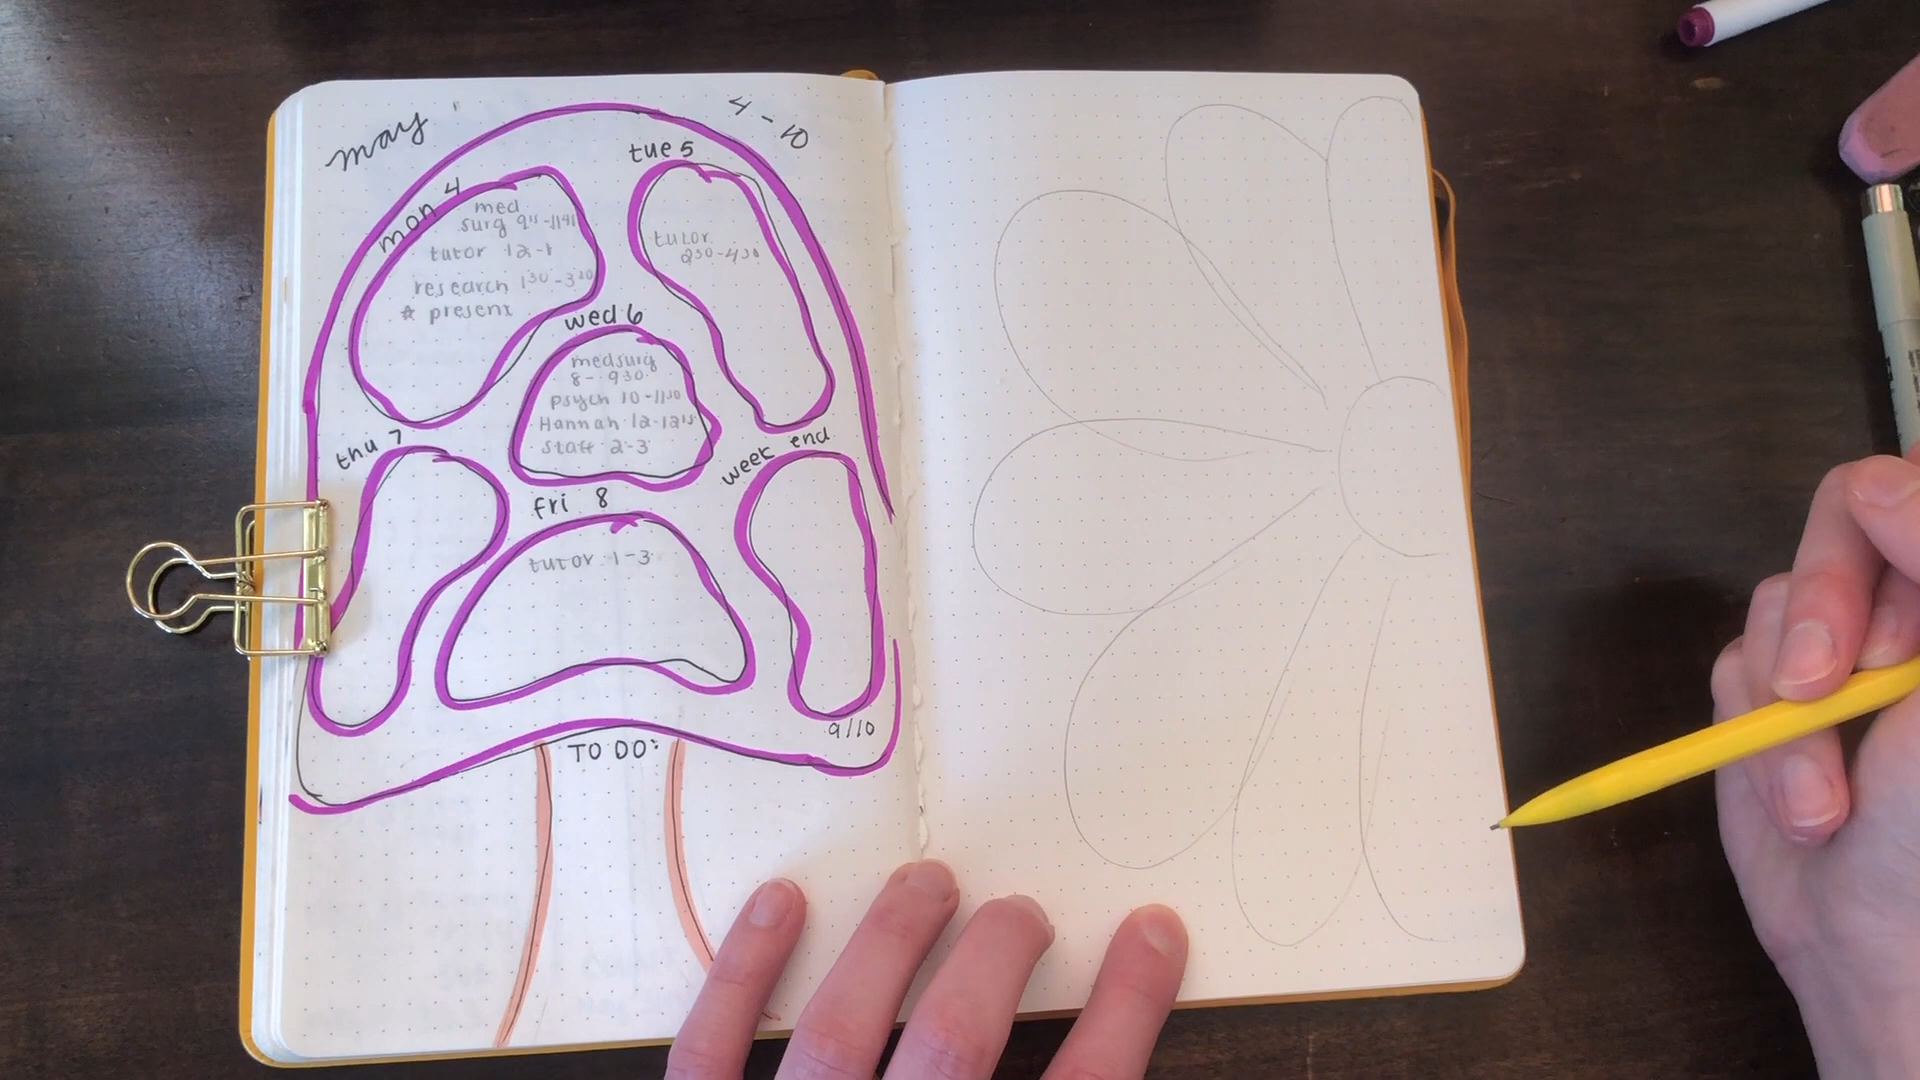 may
4-10
mon 4
med
surg 9¹⁵-11⁴⁵
tutor 12-1
research 1³⁰-3²⁰
☆ present
tue 5
tutor
2³⁰-4³⁰
wed 6
medsurg
8-9³⁰
psych 10-11³⁰
Hannah 12-12¹⁵
staff 2-3
thu 7
fri 8
tutor 1-3
week end
9/10
TO DO: